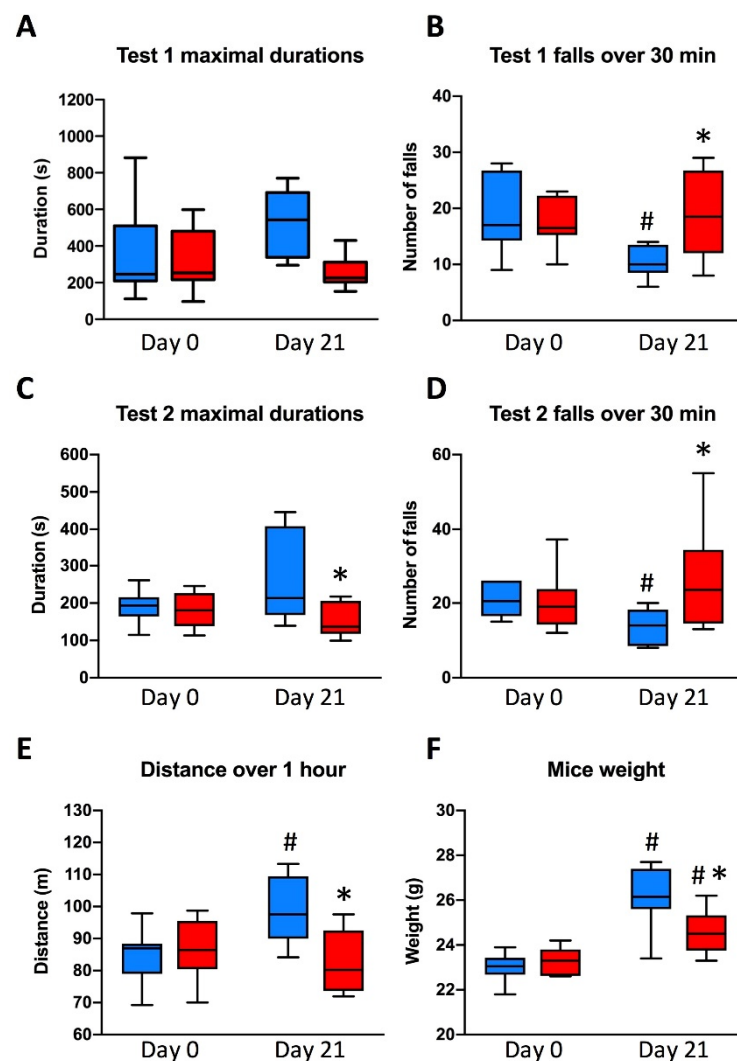 A
Test 1 maximal durations
Duration (s)
1200
1000
800
600
400
200
0
Day 0
Day 21
B
Test 1 falls over 30 min
Number of falls
40
30
20
10
0
#
*
Day 0
Day 21
C
Test 2 maximal durations
Duration (s)
600
500
400
300
200
100
0
*
Day 0
Day 21
D
Test 2 falls over 30 min
Number of falls
60
40
20
0
#
*
Day 0
Day 21
E
Distance over 1 hour
Distance (m)
130
120
110
100
90
80
70
60
#
*
Day 0
Day 21
F
Mice weight
Weight (g)
30
28
26
24
22
20
#
# *
Day 0
Day 21